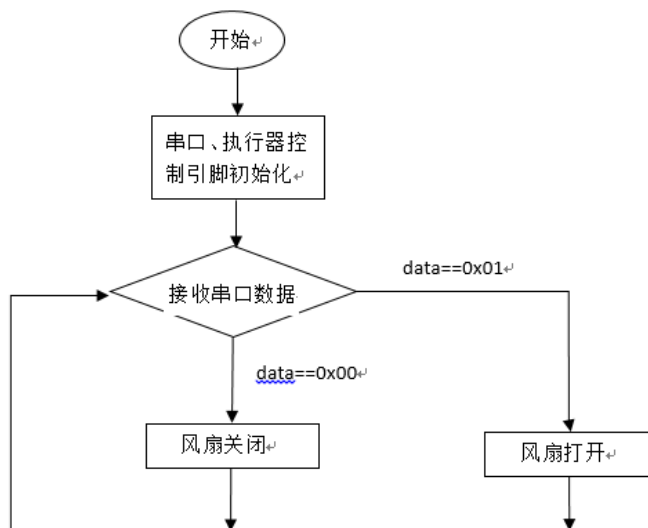 开始
串口、执行器控
制引脚初始化
data==0x01
接收串口数据
data==0x00
风扇关闭
风扇打开